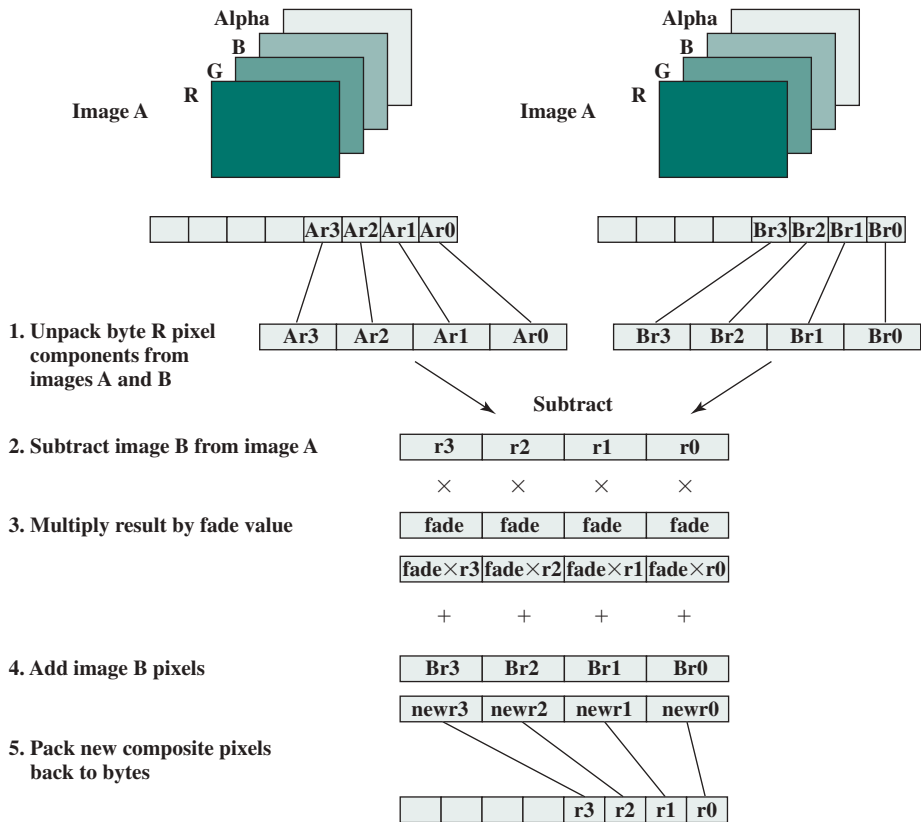 Alpha
B
G
R
Image A
Alpha
B
G
R
Image A
Ar3 Ar2 Ar1 Ar0
Br3 Br2 Br1 Br0
1. Unpack byte R pixel
components from
images A and B
Ar3 Ar2 Ar1 Ar0
Br3 Br2 Br1 Br0
Subtract
2. Subtract image B from image A
r3 r2 r1 r0
× × × ×
3. Multiply result by fade value
fade fade fade fade
fade×r3 fade×r2 fade×r1 fade×r0
+ + + +
4. Add image B pixels
Br3 Br2 Br1 Br0
newr3 newr2 newr1 newr0
5. Pack new composite pixels
back to bytes
r3 r2 r1 r0